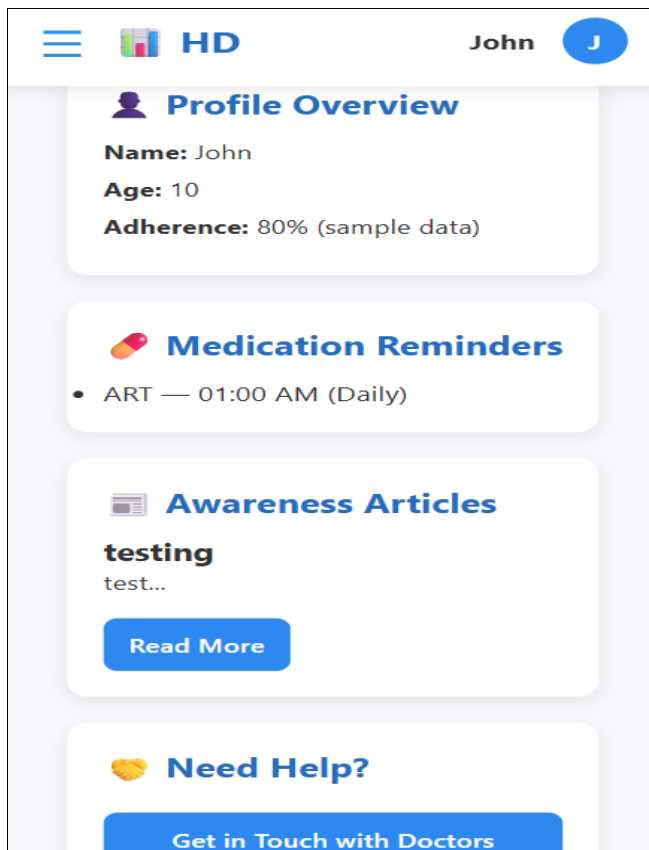 HD
John
J
Profile Overview
Name: John
Age: 10
Adherence: 80% (sample data)
Medication Reminders
• ART — 01:00 AM (Daily)
Awareness Articles
testing
test...
Read More
Need Help?
Get in Touch with Doctors